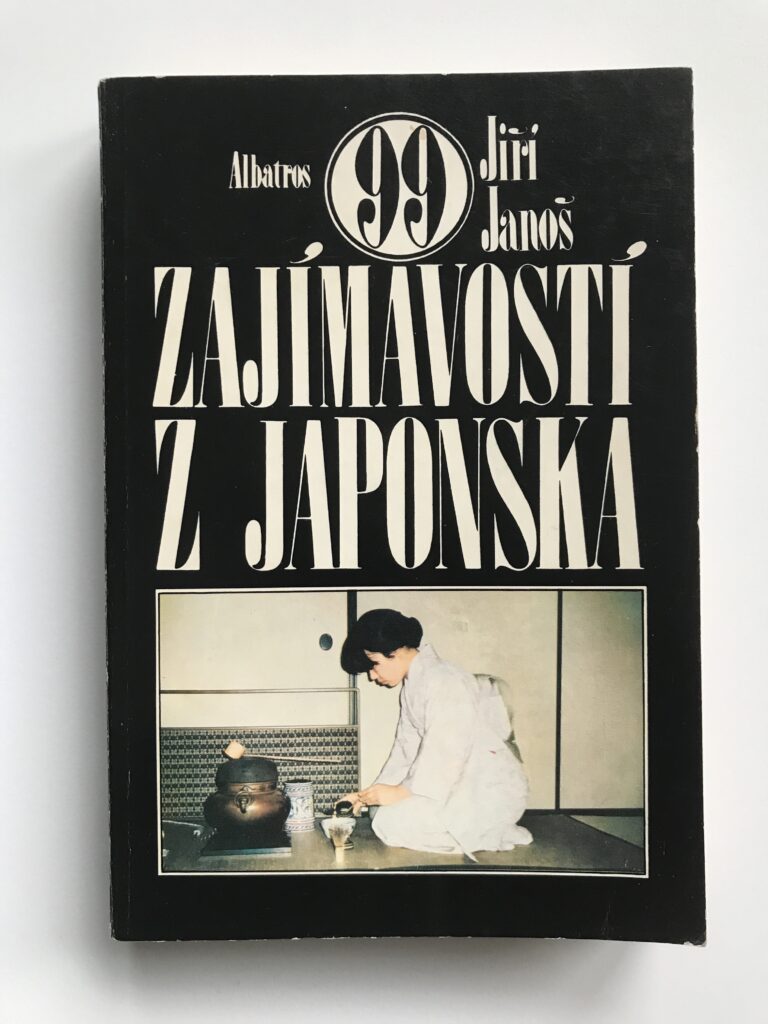 Albatros
99
Jiří
Janoš
ZAJÍMAVOSTÍ
Z JAPONSKA